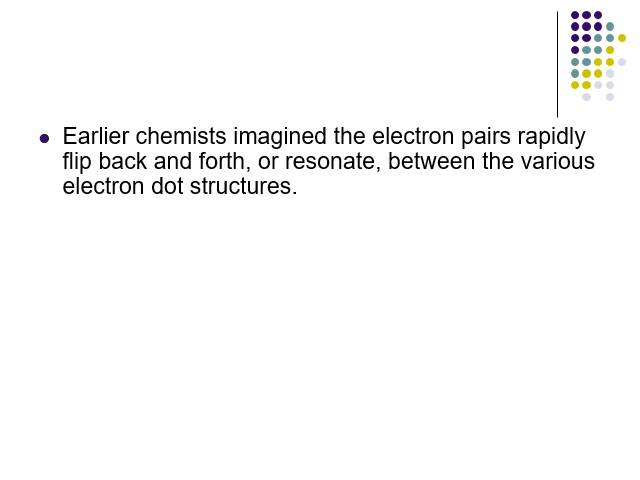 Earlier chemists imagined the electron pairs rapidly
flip back and forth, or resonate, between the various
electron dot structures.